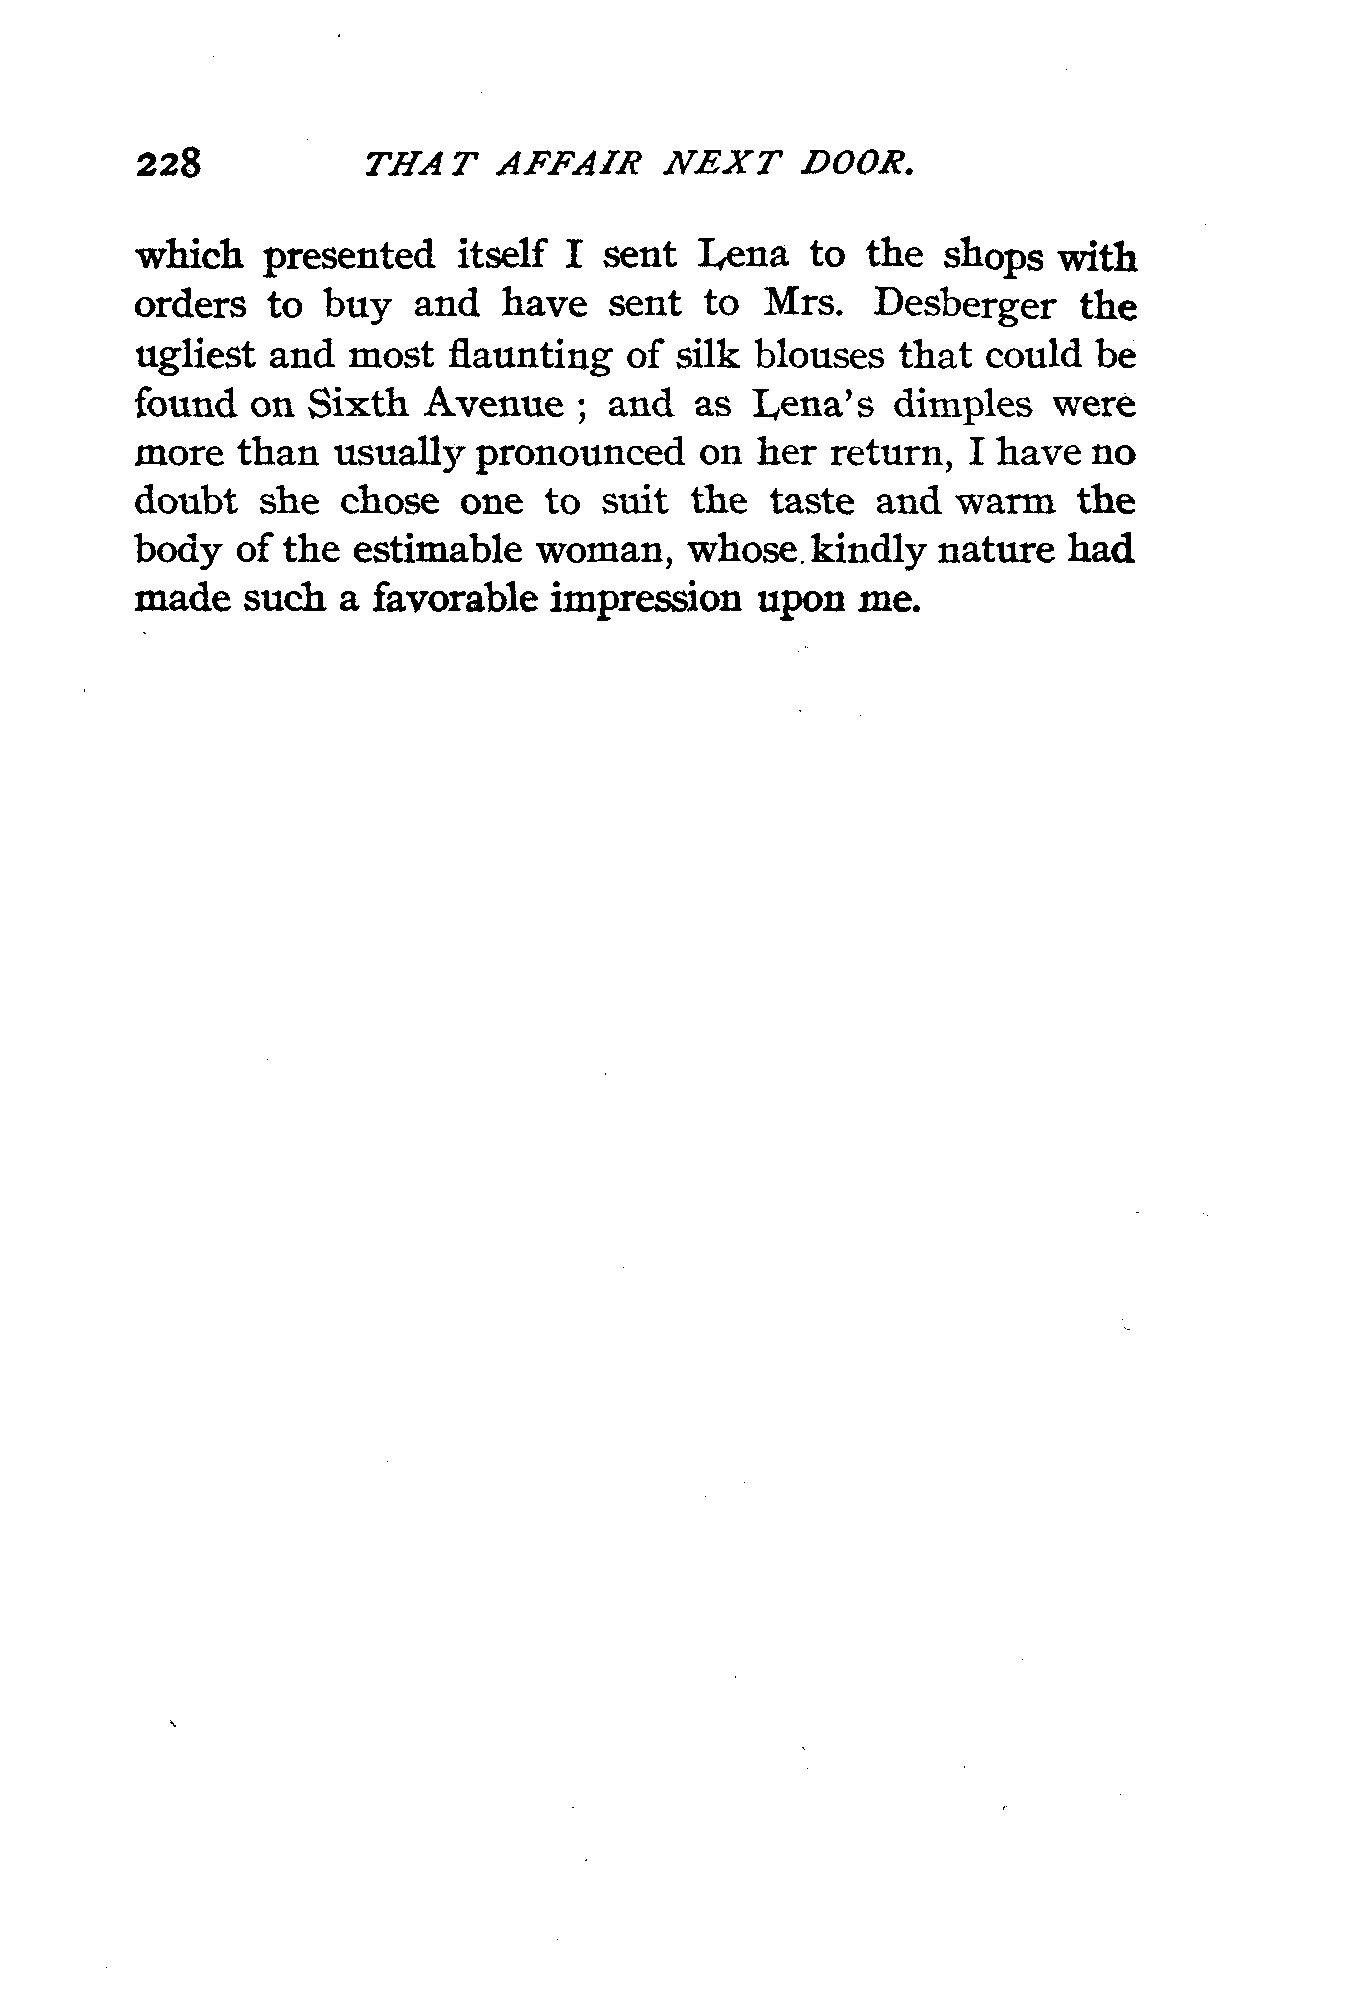 228 THAT AFFAIR NEXT DOOR.
which presented itself I sent Lena to the shops with
orders to buy and have sent to Mrs. Desberger the
ugliest and most flaunting of silk blouses that could be
found on Sixth Avenue ; and as Lena's dimples were
more than usually pronounced on her return, I have no
doubt she chose one to suit the taste and warm the
body of the estimable woman, whose kindly nature had
made such a favorable impression upon me.